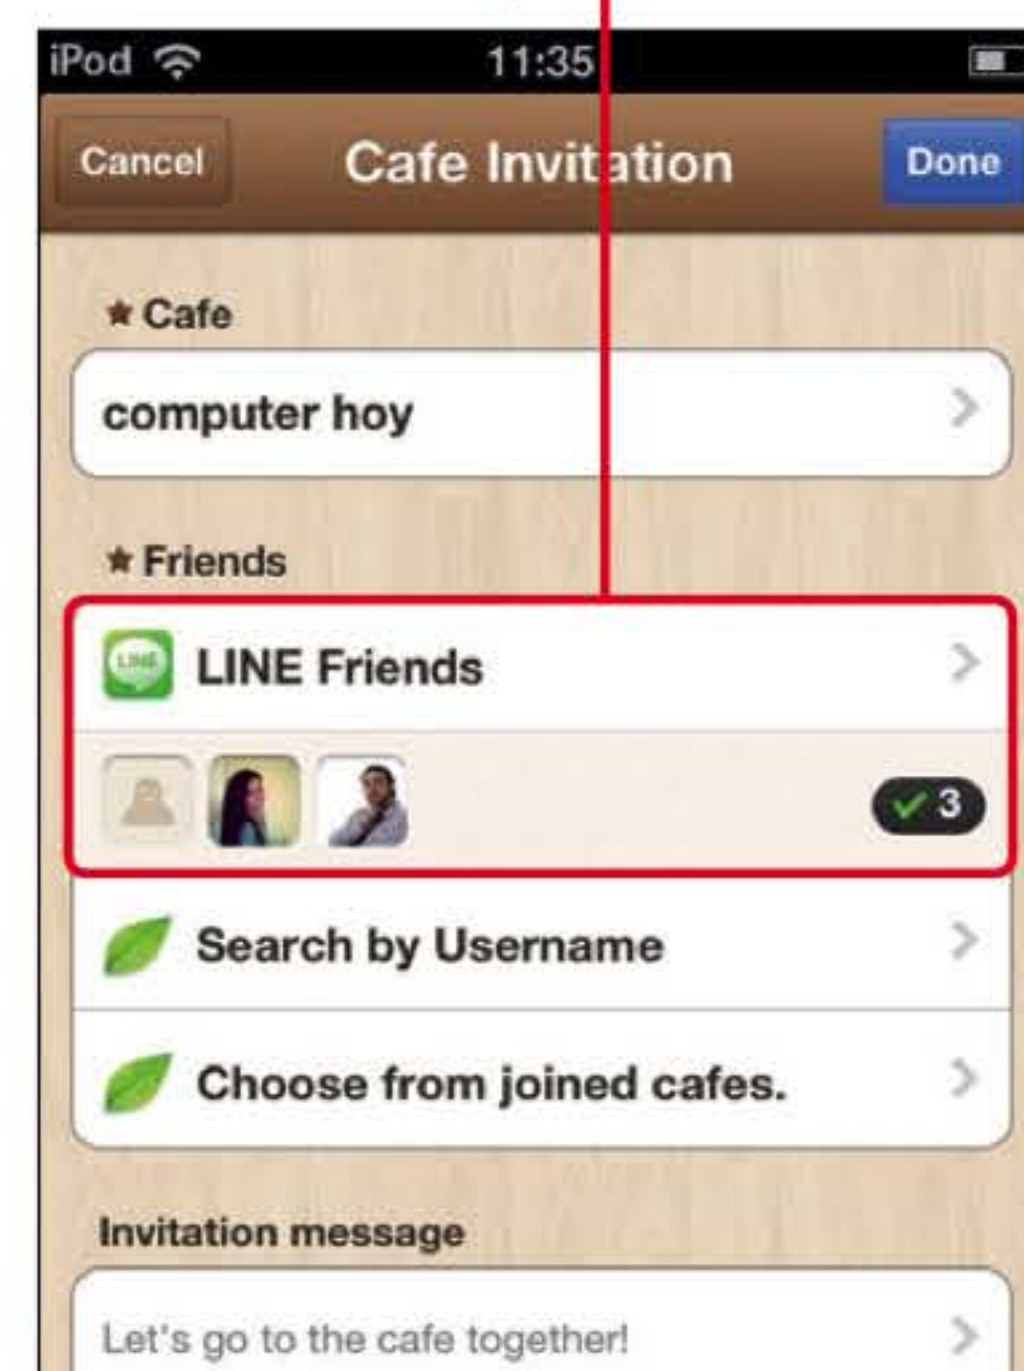 iPod 11:35
Cancel Cafe Invitation Done
Cafe
computer hoy
Friends
LINE
LINE Friends
3
Search by Username
Choose from joined cafes.
Invitation message
Let's go to the cafe together!